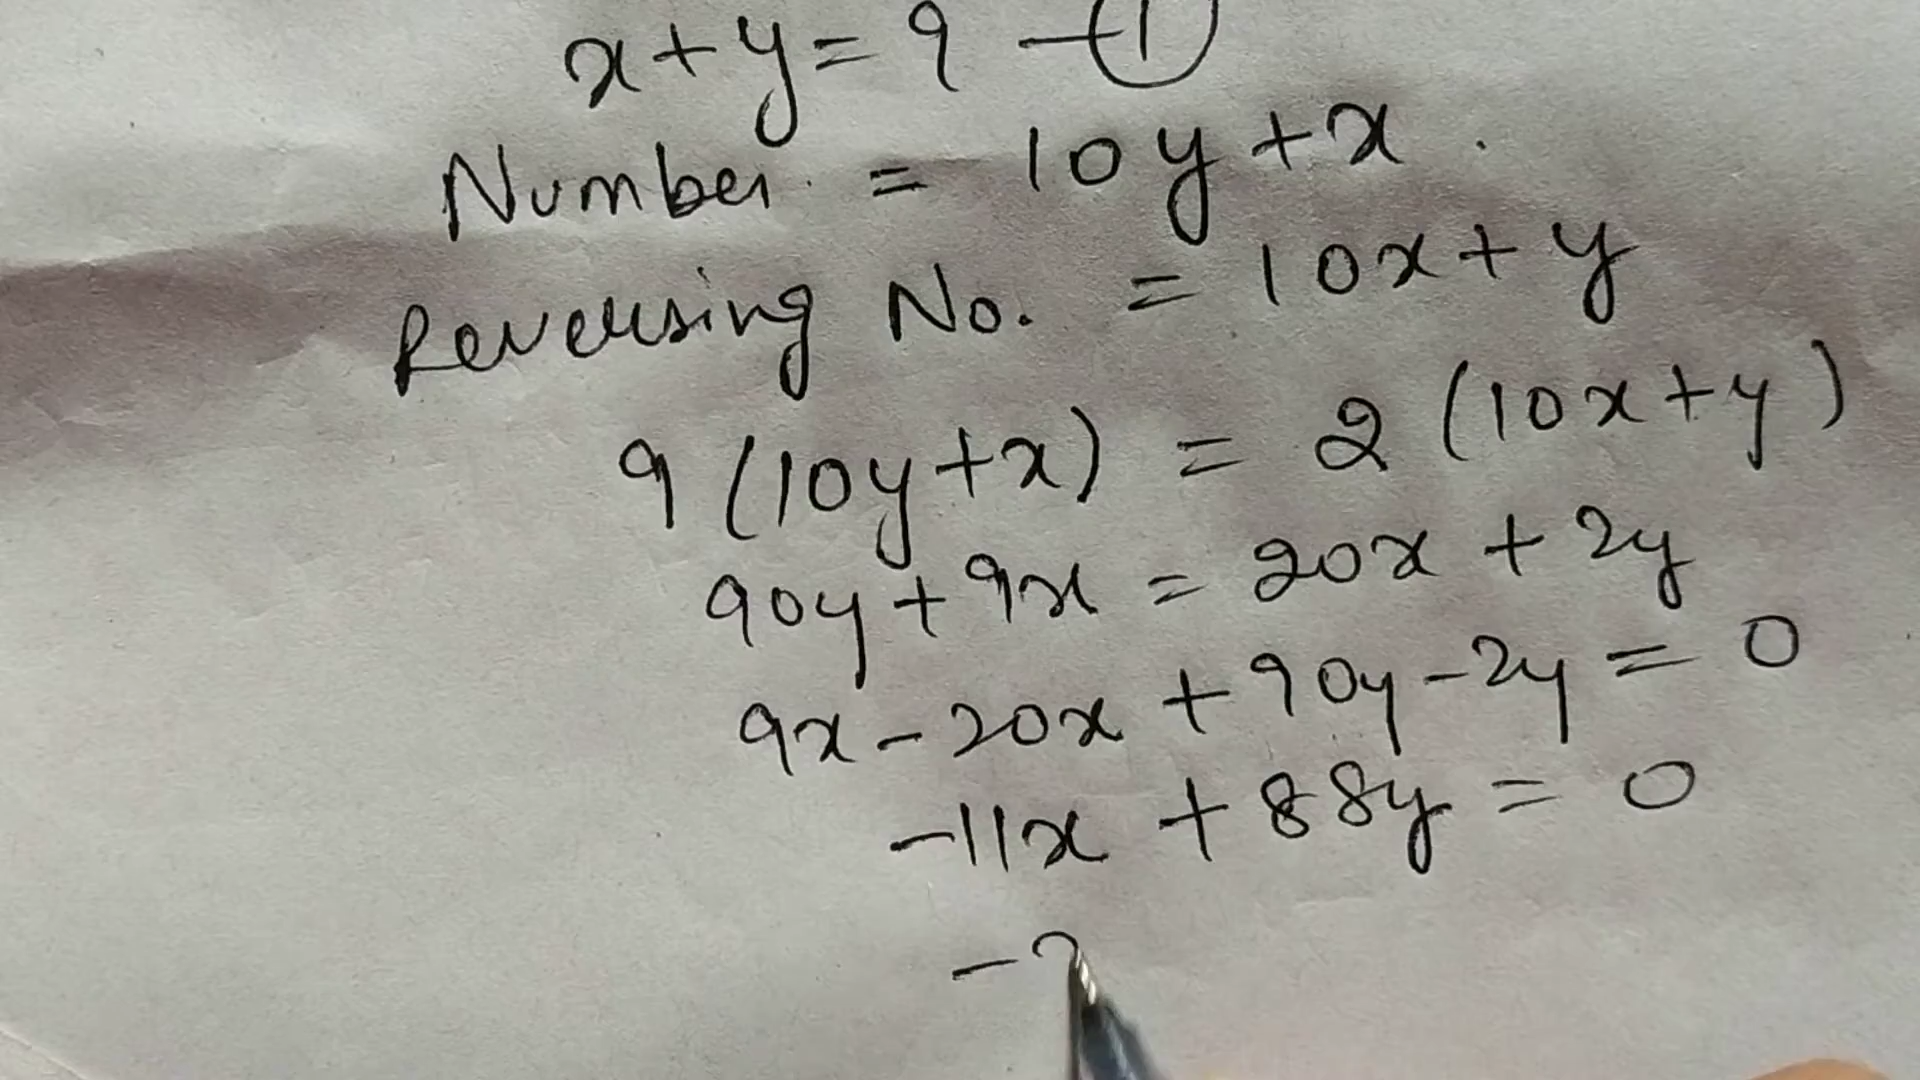 x + y = 9 — ①
Number = 10y + x
Reversing No. = 10x + y
9 (10y + x) = 2 (10x + y)
90y + 9x = 20x + 2y
9x - 20x + 90y - 2y = 0
-11x + 88y = 0
-